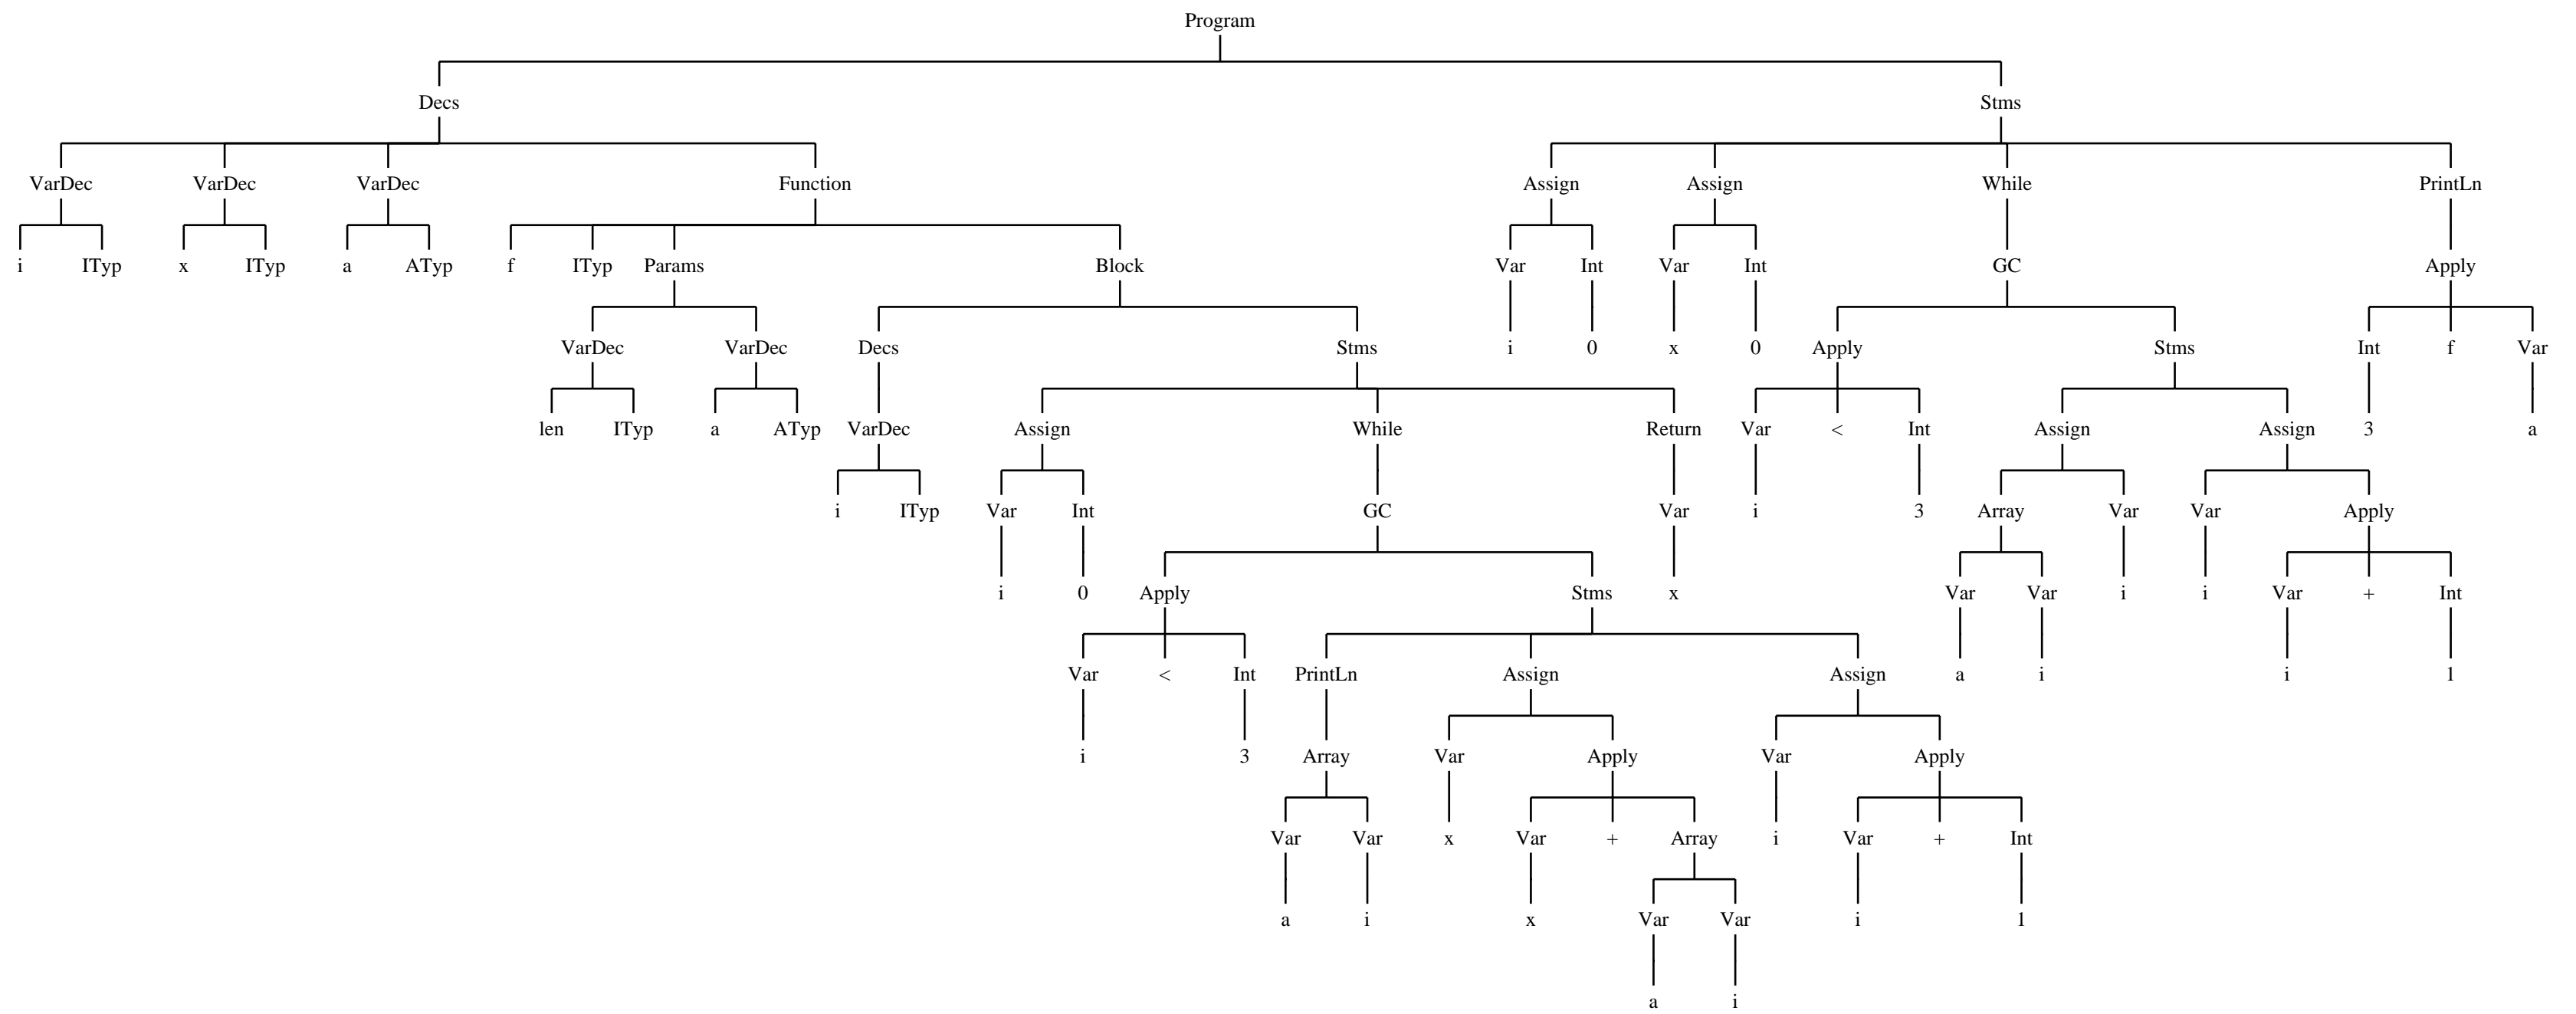 Program
Decs Stms
VarDec VarDec VarDec Function Assign Assign While PrintLn
i ITyp x ITyp a ATyp f ITyp Params Block Var Int Var Int GC Apply
VarDec VarDec Decs Stms i 0 x 0 Apply Stms Int f Var
len ITyp a ATyp VarDec Assign While Return Var < Int Assign Assign 3 a
i ITyp Var Int GC Var i 3 Array Var Var Apply
i 0 Apply Stms x Var Var i i Var + Int
Var < Int PrintLn Assign Assign a i i 1
i 3 Array Var Apply Var Apply
Var Var x Var + Array i Var + Int
a i x Var Var i 1
a i